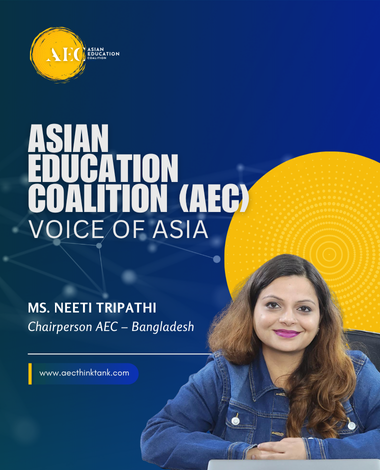 AEC
ASIAN
EDUCATION
COALITION
ASIAN
EDUCATION
COALITION (AEC)
VOICE OF ASIA
MS. NEETI TRIPATHI
Chairperson AEC – Bangladesh
www.aecthinktank.com